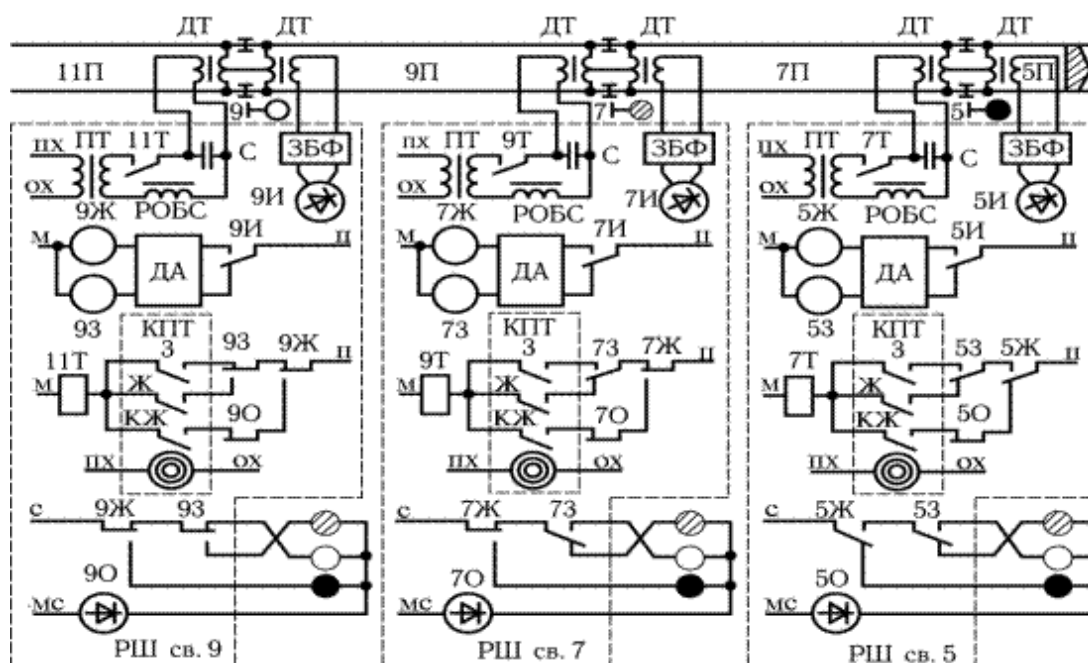 ДТ ДТ ДТ ДТ ДТ ДТ
11П 9П 7П 5П
9 7 5
ПХ ПТ 11Т С ЗБФ ПХ ПТ 9Т С ЗБФ ПХ ПТ 7Т С ЗБФ
ОХ РОБС 9И ОХ РОБС 7И ОХ РОБС 5И
9Ж 7Ж 5Ж
М ДА 9И П М ДА 7И П М ДА 5И П
93 73 53
КПТ КПТ КПТ
11Т З 93 9Ж П 9Т З 73 7Ж П 7Т З 53 5Ж П
М Ж М Ж М Ж
КЖ 9О КЖ 7О КЖ 5О
ПХ ОХ ПХ ОХ ПХ ОХ
С 9Ж 93 С 7Ж 73 С 5Ж 53
9О 7О 5О
МС МС МС
РШ св. 9 РШ св. 7 РШ св. 5